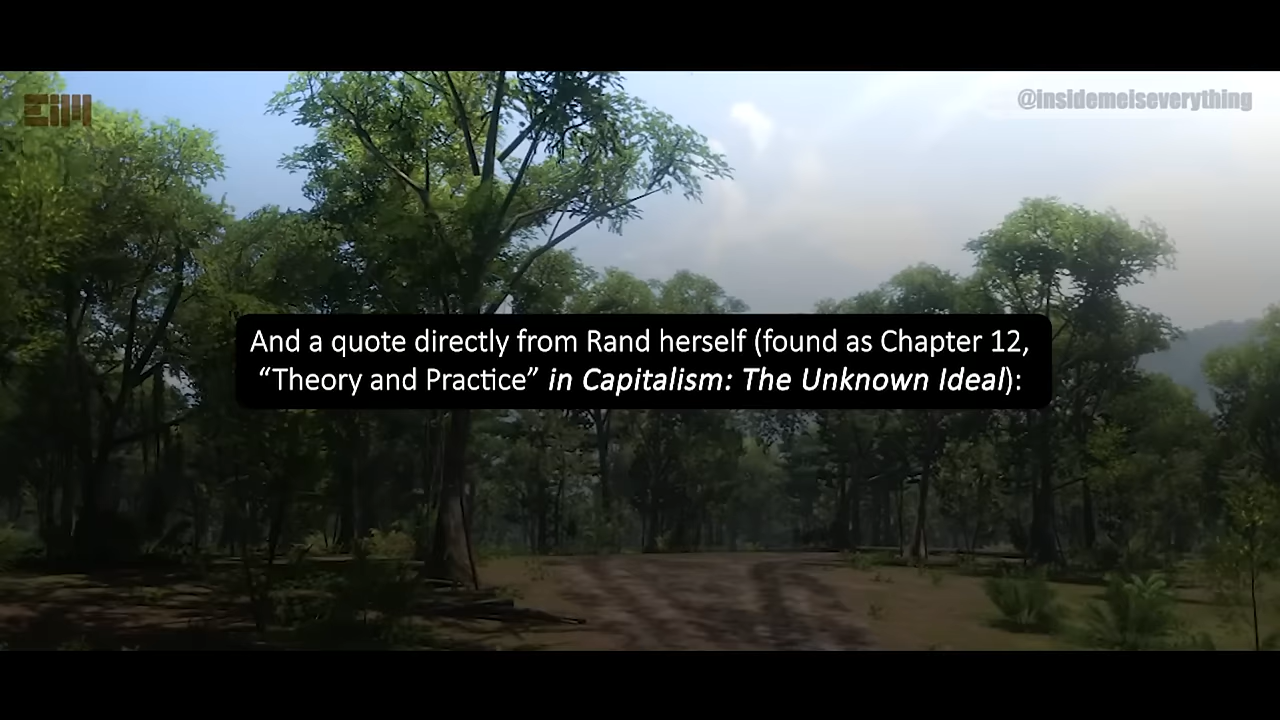 EiM
@insidemeiseverything
And a quote directly from Rand herself (found as Chapter 12,
“Theory and Practice” in Capitalism: The Unknown Ideal):